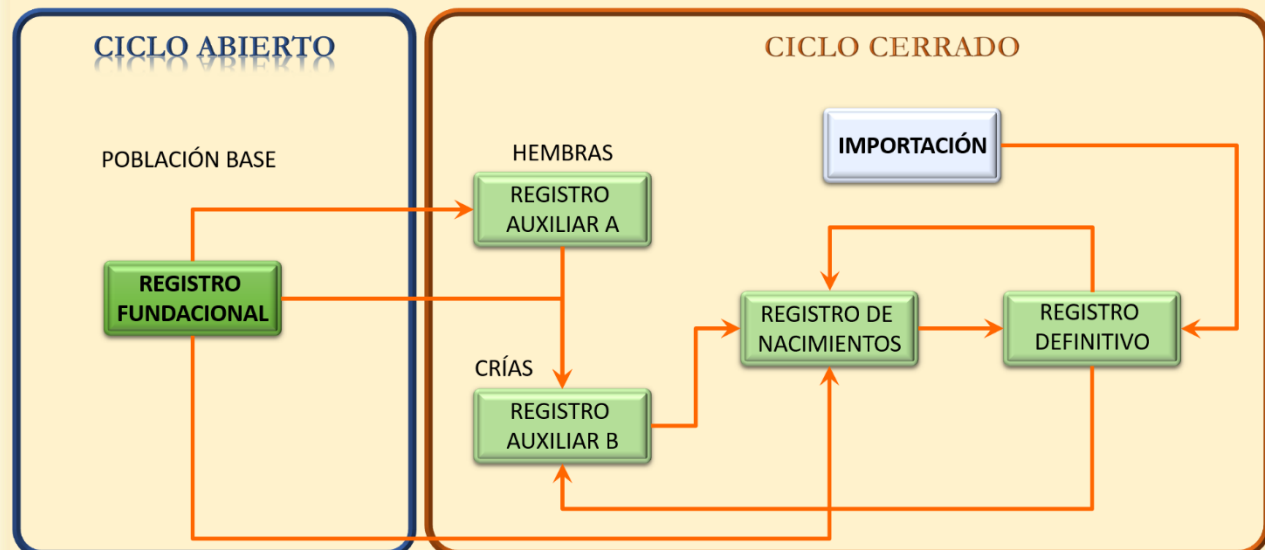 CICLO ABIERTO
CICLO CERRADO
POBLACIÓN BASE
HEMBRAS
IMPORTACIÓN
REGISTRO
AUXILIAR A
REGISTRO
FUNDACIONAL
REGISTRO DE
NACIMIENTOS
REGISTRO
DEFINITIVO
CRÍAS
REGISTRO
AUXILIAR B